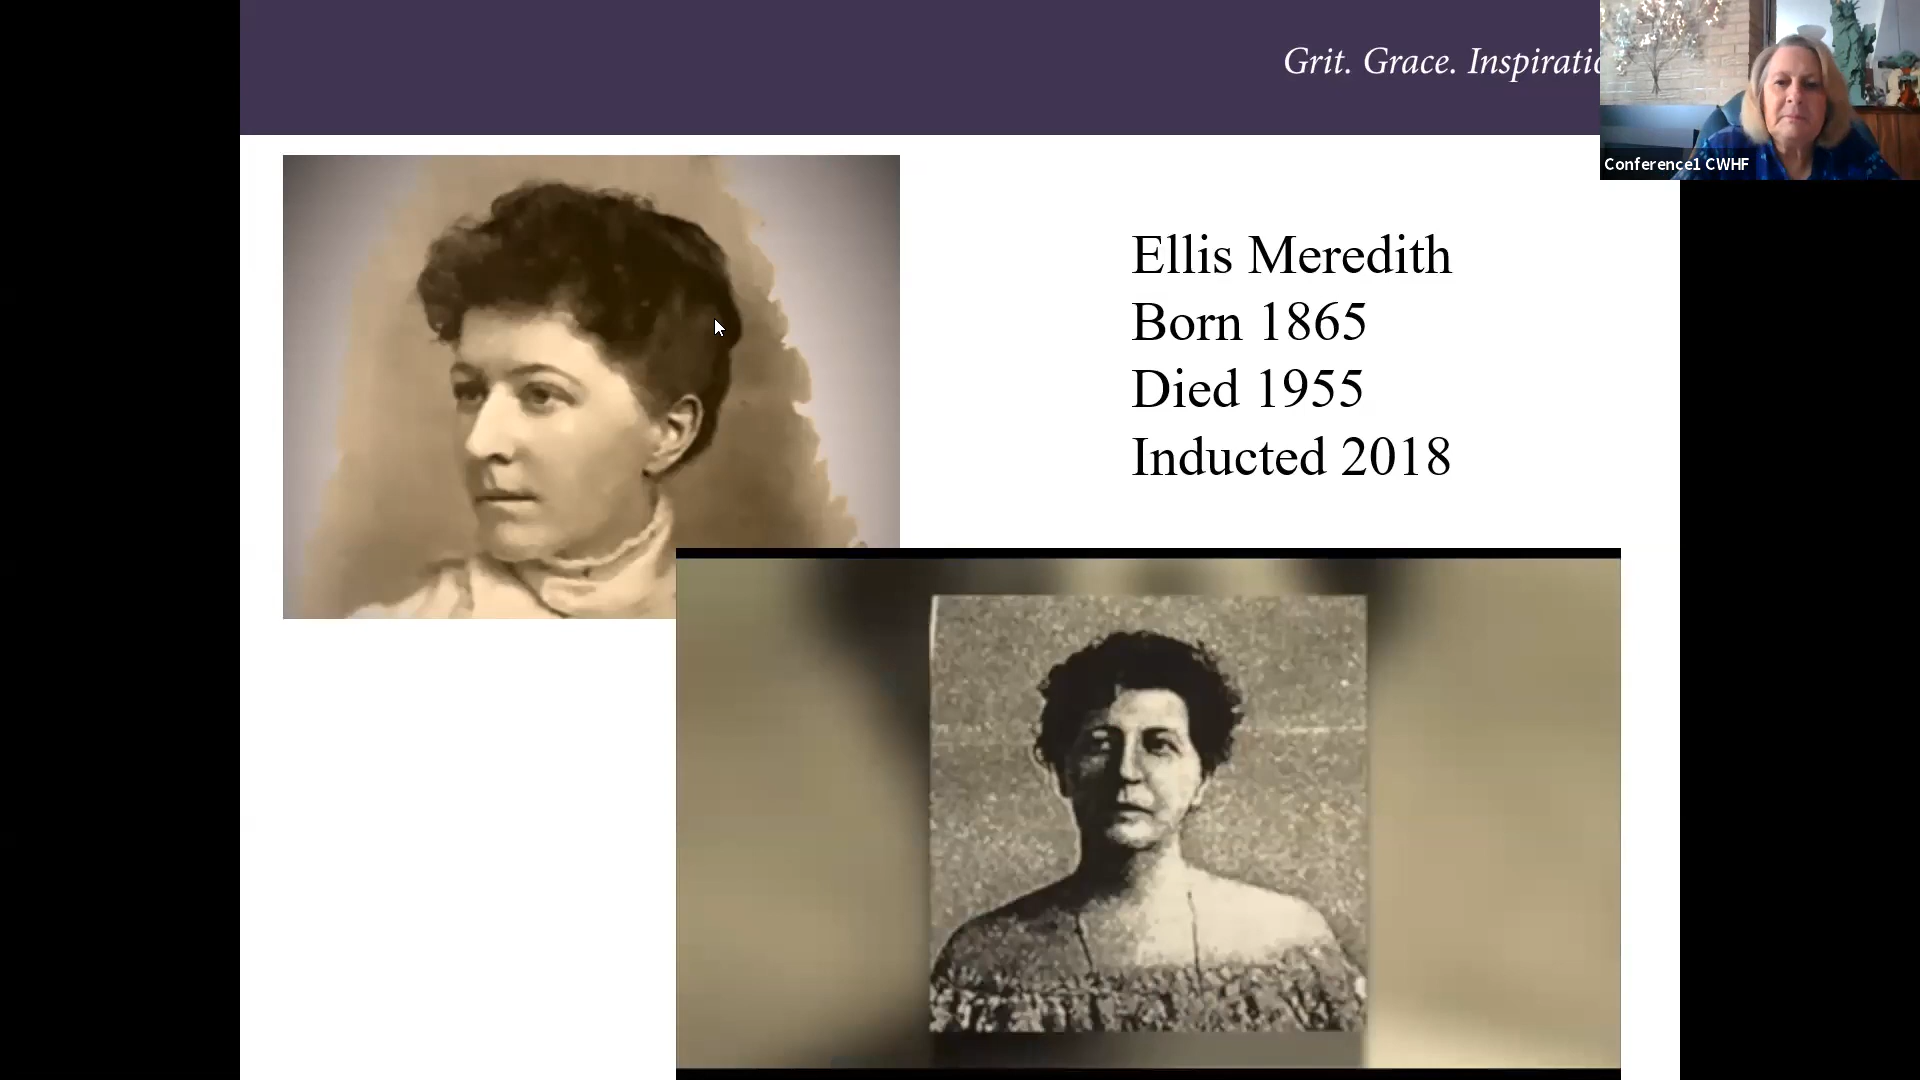 Grit. Grace. Inspiratio
Conference1 CWHF
Ellis Meredith
Born 1865
Died 1955
Inducted 2018